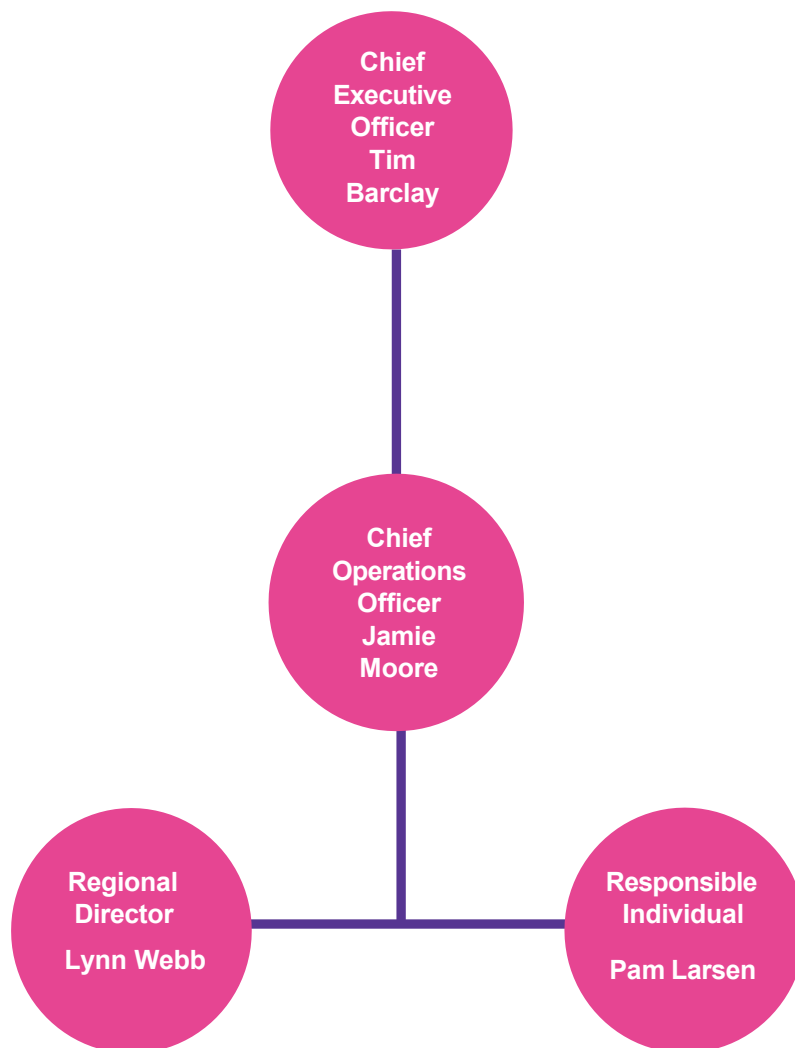 Chief
Executive
Officer
Tim
Barclay
Chief
Operations
Officer
Jamie
Moore
Regional
Director
Lynn Webb
Responsible
Individual
Pam Larsen